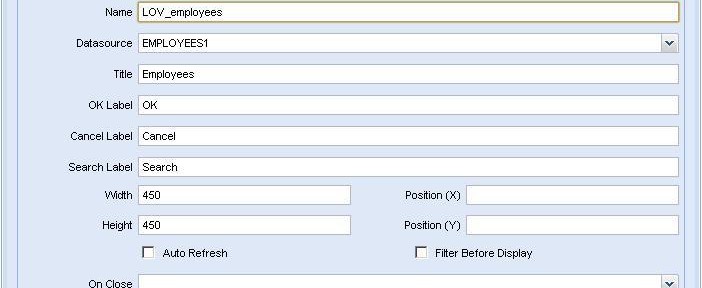 Name LOV_employees
Datasource EMPLOYEES1
Title Employees
OK Label OK
Cancel Label Cancel
Search Label Search
Width 450 Position (X)
Height 450 Position (Y)
Auto Refresh Filter Before Display
On Close